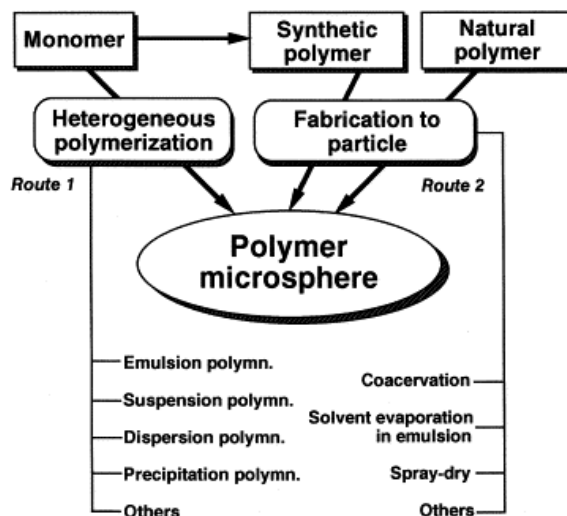 Monomer
Synthetic
polymer
Natural
polymer
Heterogeneous
polymerization
Fabrication to
particle
Route 1
Route 2
Polymer
microsphere
Emulsion polymn.
Suspension polymn.
Dispersion polymn.
Precipitation polymn.
Others
Coacervation
Solvent evaporation
in emulsion
Spray-dry
Others